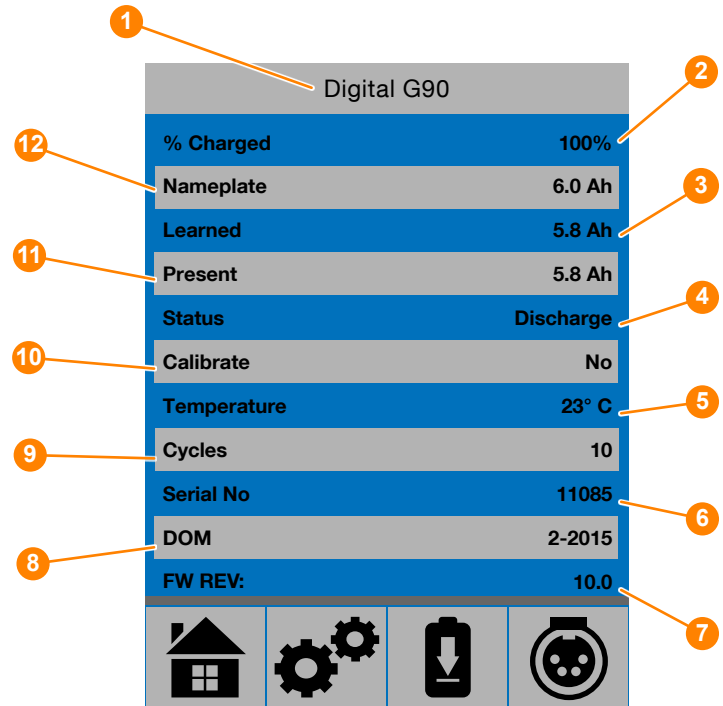 1
Digital G90
2
% Charged 100%
12
Nameplate 6.0 Ah
3
Learned 5.8 Ah
11
Present 5.8 Ah
4
Status Discharge
10
Calibrate No
5
Temperature 23° C
9
Cycles 10
6
Serial No 11085
8
DOM 2-2015
FW REV: 10.0
7